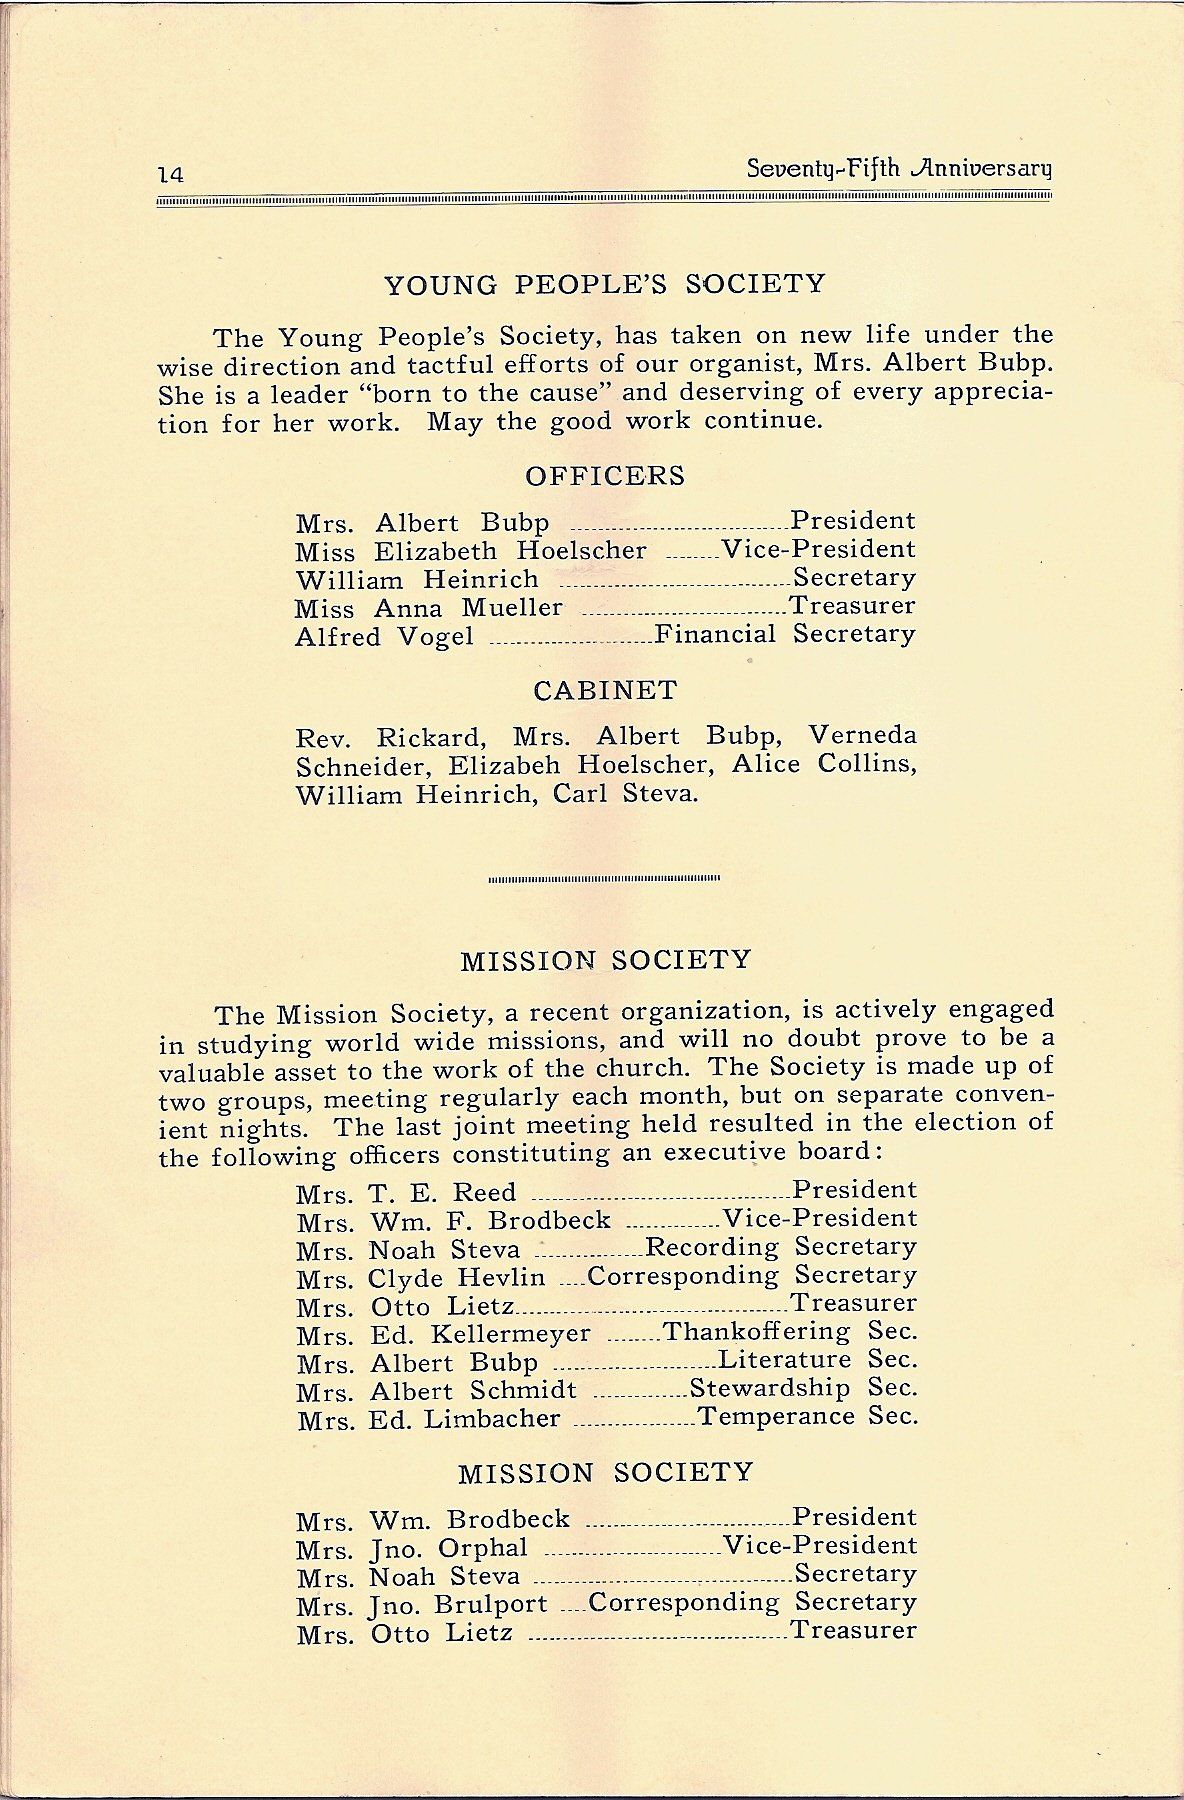 14
Seventy-Fifth Anniversary
YOUNG PEOPLE'S SOCIETY
The Young People's Society, has taken on new life under the
wise direction and tactful efforts of our organist, Mrs. Albert Bubp.
She is a leader “born to the cause” and deserving of every apprecia-
tion for her work. May the good work continue.
OFFICERS
Mrs. Albert Bubp ................................President
Miss Elizabeth Hoelscher ........Vice-President
William Heinrich ..................................Secretary
Miss Anna Mueller ..............................Treasurer
Alfred Vogel ........................Financial Secretary
CABINET
Rev. Rickard, Mrs. Albert Bubp, Verneda
Schneider, Elizabeh Hoelscher, Alice Collins,
William Heinrich, Carl Steva.
MISSION SOCIETY
The Mission Society, a recent organization, is actively engaged
in studying world wide missions, and will no doubt prove to be a
valuable asset to the work of the church. The Society is made up of
two groups, meeting regularly each month, but on separate conven-
ient nights. The last joint meeting held resulted in the election of
the following officers constituting an executive board:
Mrs. T. E. Reed ......................................President
Mrs. Wm. F. Brodbeck ..............Vice-President
Mrs. Noah Steva ................Recording Secretary
Mrs. Clyde Hevlin ....Corresponding Secretary
Mrs. Otto Lietz........................................Treasurer
Mrs. Ed. Kellermeyer ........Thankoffering Sec.
Mrs. Albert Bubp ........................Literature Sec.
Mrs. Albert Schmidt ..............Stewardship Sec.
Mrs. Ed. Limbacher ..................Temperance Sec.
MISSION SOCIETY
Mrs. Wm. Brodbeck ..............................President
Mrs. Jno. Orphal ..........................Vice-President
Mrs. Noah Steva ......................................Secretary
Mrs. Jno. Brulport ....Corresponding Secretary
Mrs. Otto Lietz ......................................Treasurer